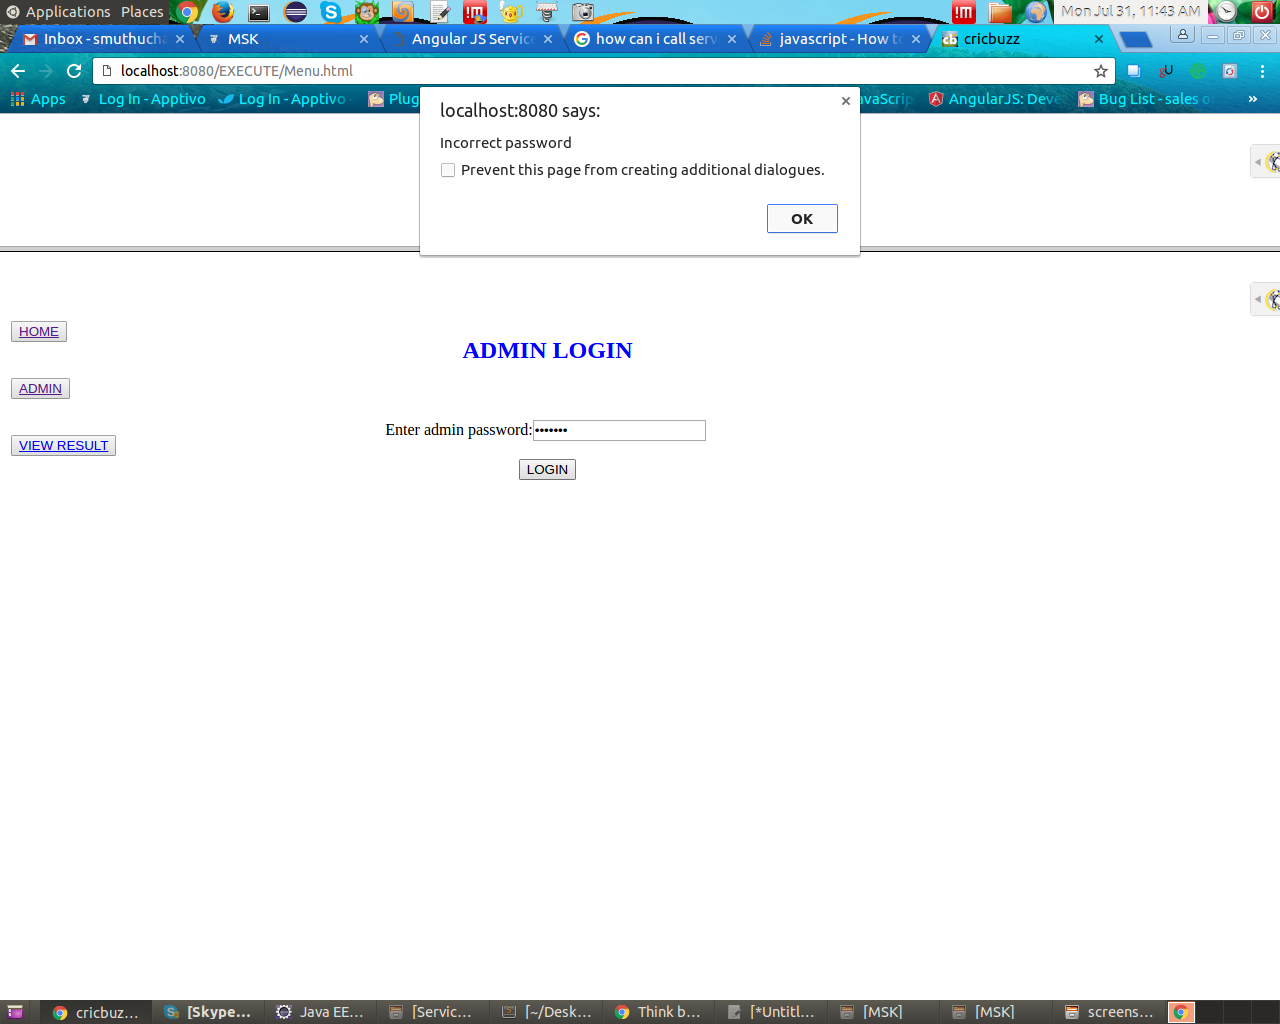 Applications Places Mon Jul 31, 11:43 AM
Inbox - smuthucha MSK Angular JS Service how can i call serv javascript - How to cricbuzz
localhost:8080/EXECUTE/Menu.html
Apps Log In - Apptivo Log In - Apptivo Plug AngularJS: Deve Bug List - sales »
localhost:8080 says:
Incorrect password
Prevent this page from creating additional dialogues.
OK
HOME
ADMIN LOGIN
ADMIN
Enter admin password:•••••••
VIEW RESULT
LOGIN
cricbuz... [Skype... Java EE... [Servic... [~/Desk... Think b... [*Untitl... [MSK] [MSK] screens...